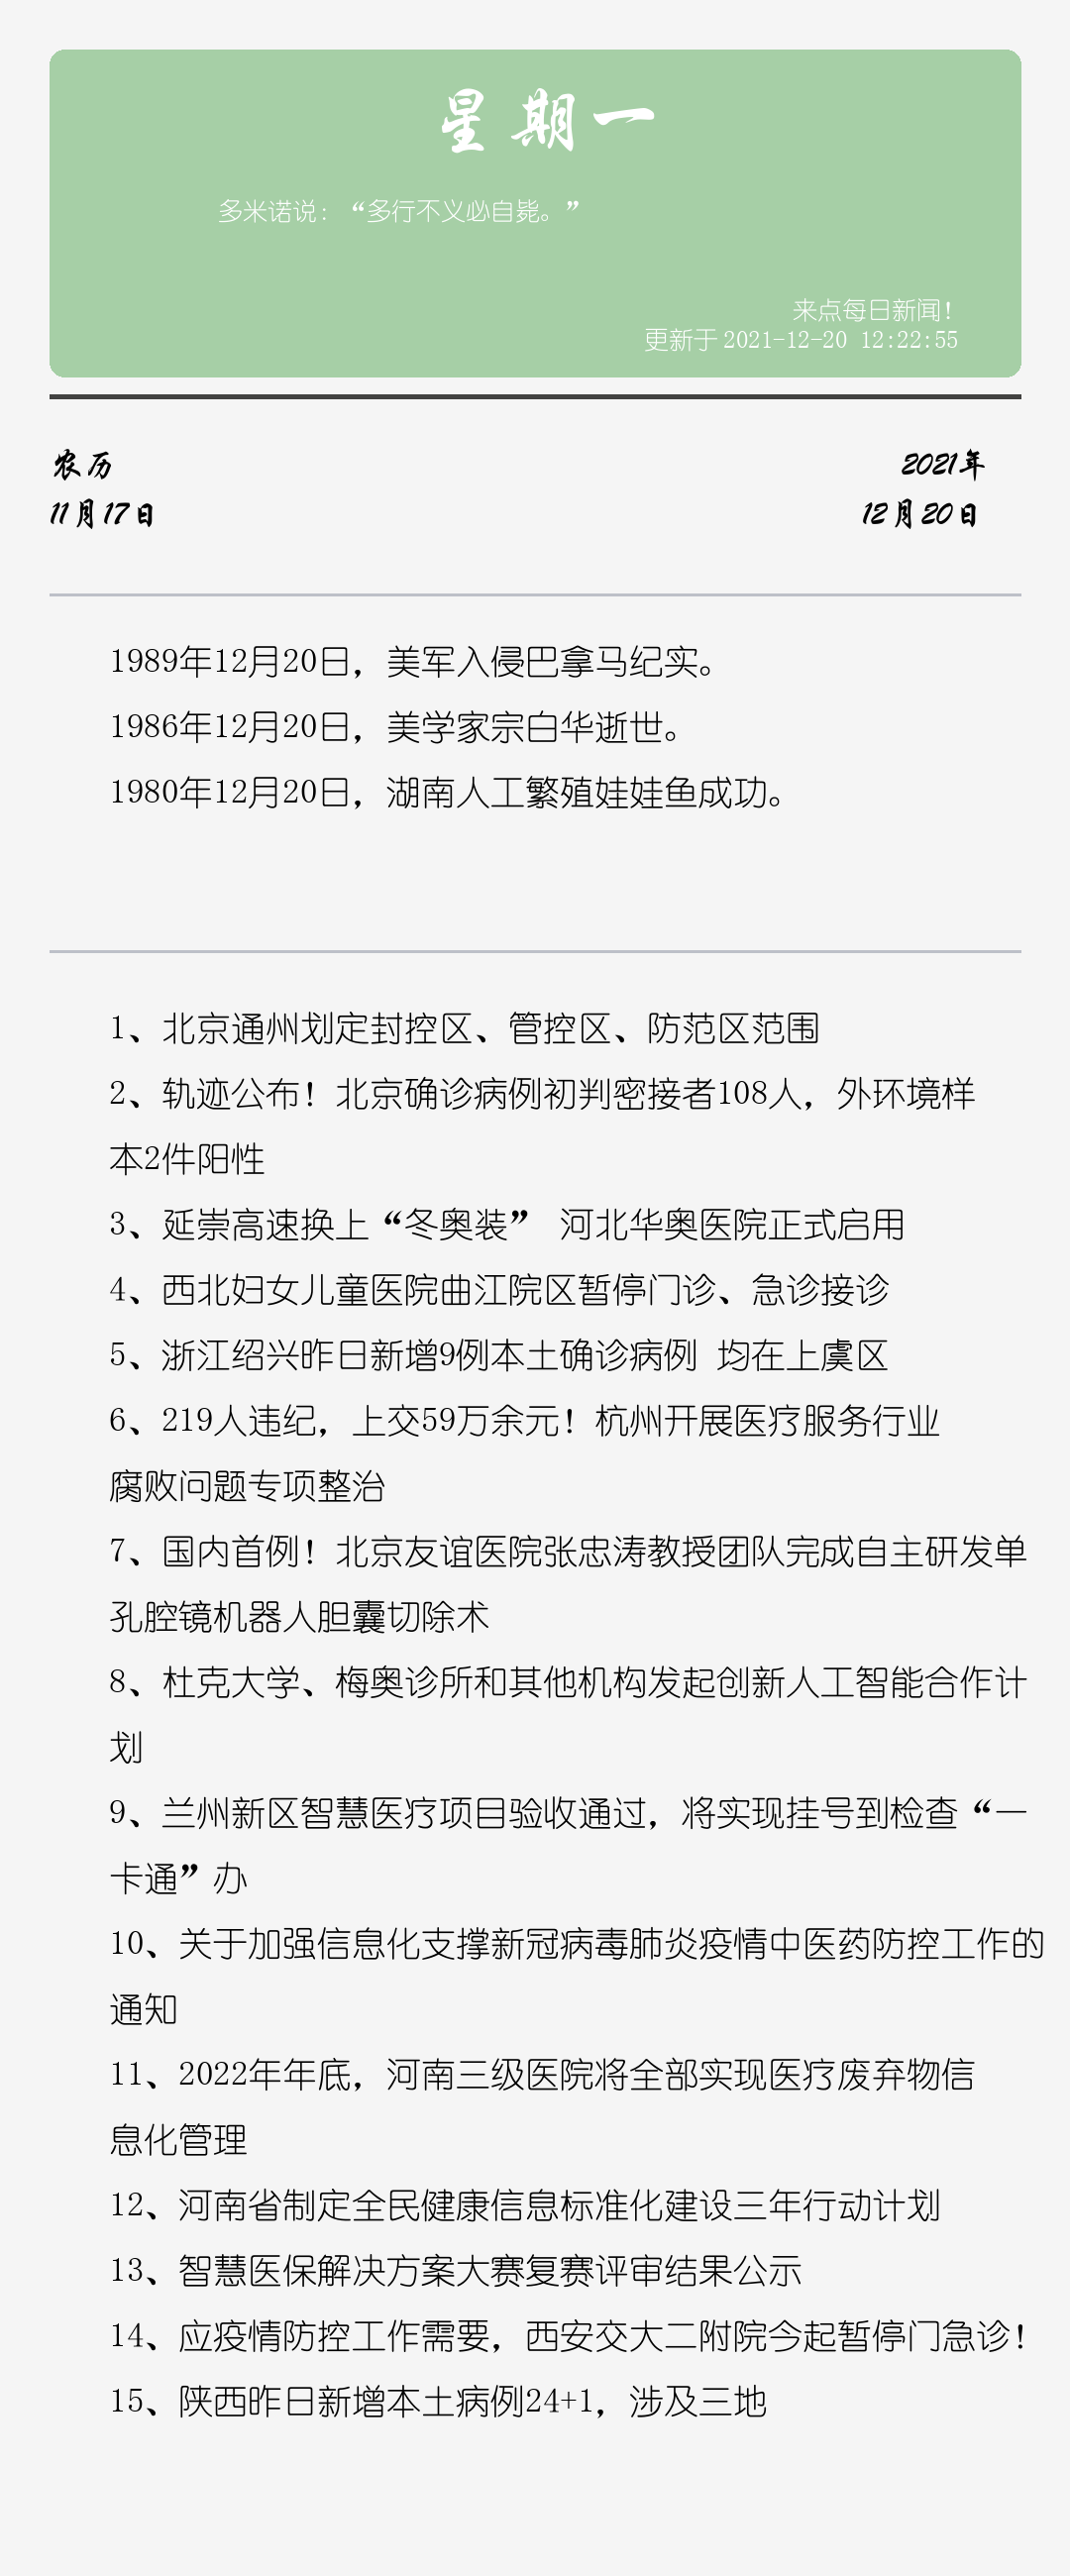 星期一
多米诺说：“多行不义必自毙。”
来点每日新闻！
更新于 2021-12-20 12:22:55
农历
2021年
11月17日
12月20日
1989年12月20日，美军入侵巴拿马纪实。
1986年12月20日，美学家宗白华逝世。
1980年12月20日，湖南人工繁殖娃娃鱼成功。
1、北京通州划定封控区、管控区、防范区范围
2、轨迹公布！北京确诊病例初判密接者108人，外环境样
本2件阳性
3、延崇高速换上“冬奥装” 河北华奥医院正式启用
4、西北妇女儿童医院曲江院区暂停门诊、急诊接诊
5、浙江绍兴昨日新增9例本土确诊病例 均在上虞区
6、219人违纪，上交59万余元！杭州开展医疗服务行业
腐败问题专项整治
7、国内首例！北京友谊医院张忠涛教授团队完成自主研发单
孔腔镜机器人胆囊切除术
8、杜克大学、梅奥诊所和其他机构发起创新人工智能合作计
划
9、兰州新区智慧医疗项目验收通过，将实现挂号到检查“一
卡通”办
10、关于加强信息化支撑新冠病毒肺炎疫情中医药防控工作的
通知
11、2022年年底，河南三级医院将全部实现医疗废弃物信
息化管理
12、河南省制定全民健康信息标准化建设三年行动计划
13、智慧医保解决方案大赛复赛评审结果公示
14、应疫情防控工作需要，西安交大二附院今起暂停门急诊！
15、陕西昨日新增本土病例24+1，涉及三地